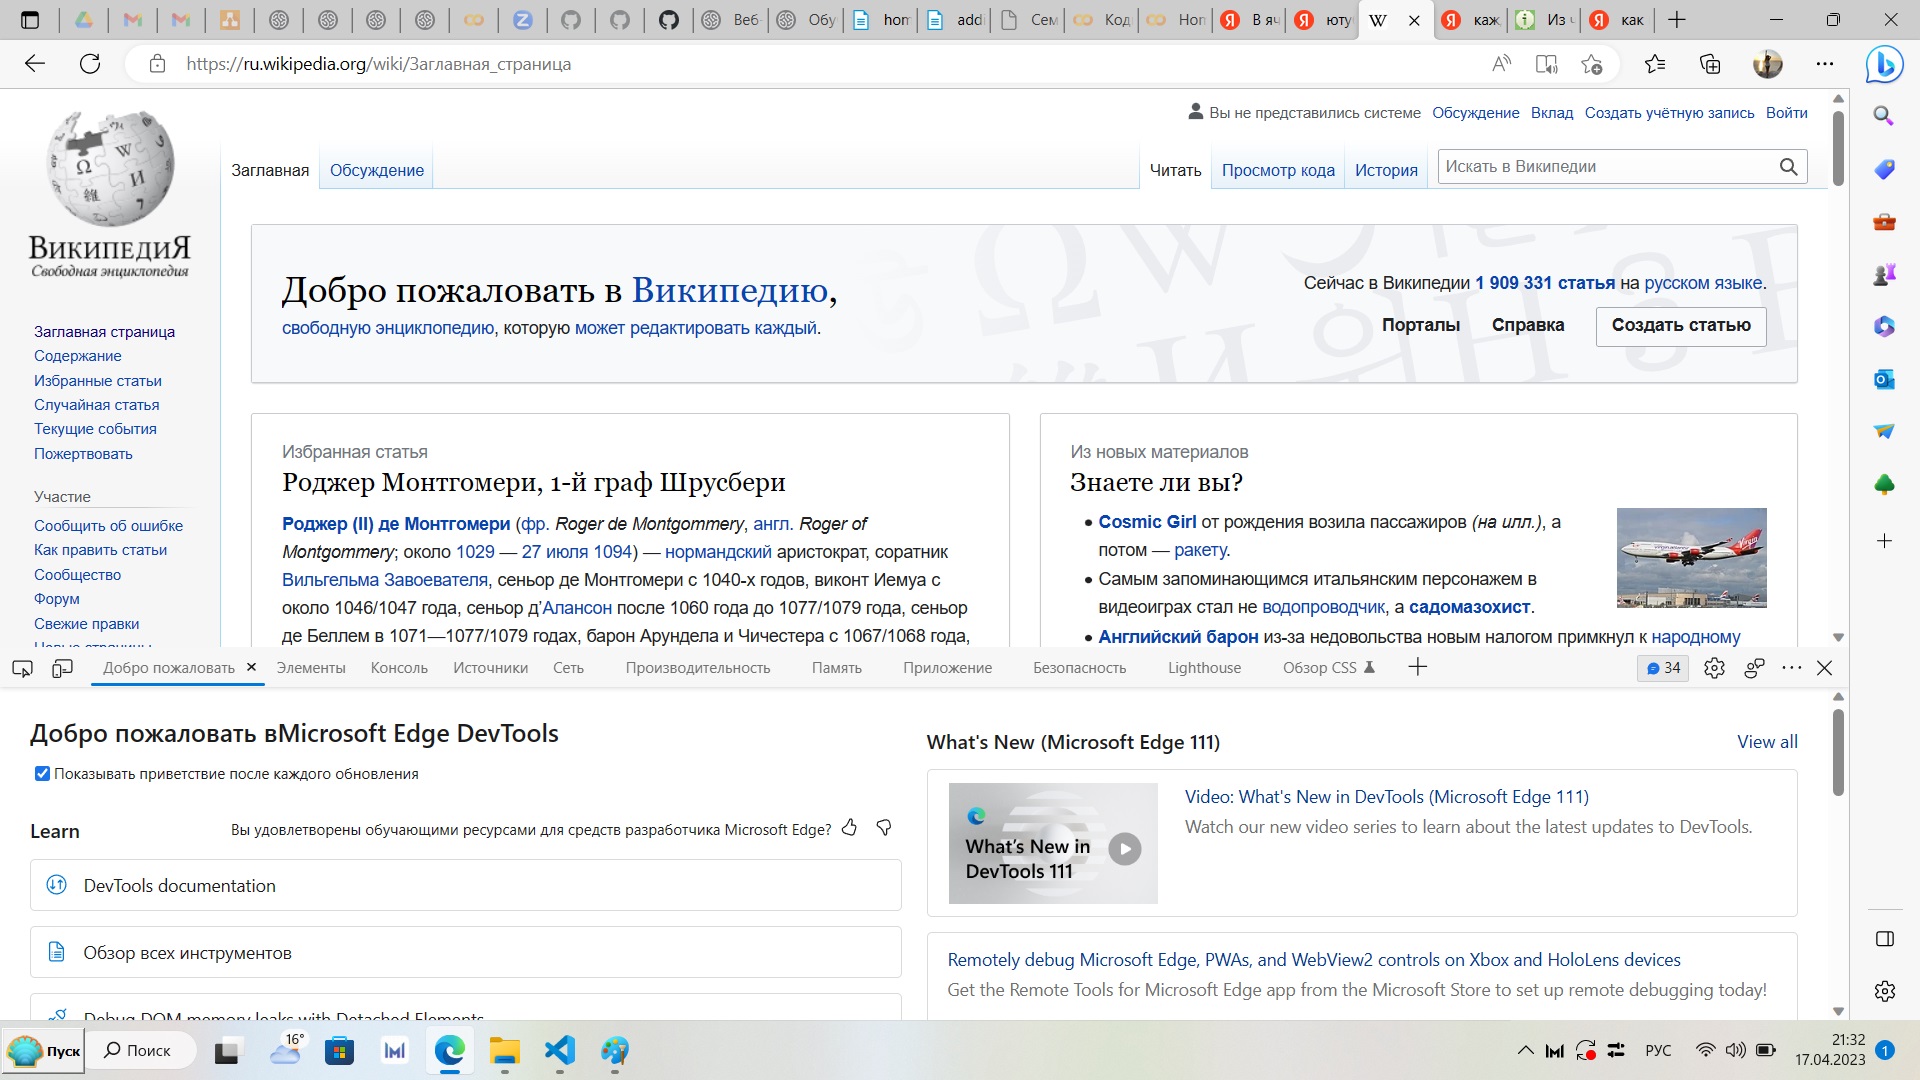 Веб-
Обу
hom
add
Сем
Код
Hom
В яч
юту
каж
Из ч
как
https://ru.wikipedia.org/wiki/Заглавная_страница
Вы не представились системе Обсуждение Вклад Создать учётную запись Войти
Заглавная Обсуждение Читать Просмотр кода История Искать в Википедии
ВикипедиЯ
Свободная энциклопедия
Добро пожаловать в Википедию,
свободную энциклопедию, которую может редактировать каждый.
Сейчас в Википедии 1 909 331 статья на русском языке.
Порталы Справка Создать статью
Заглавная страница
Содержание
Избранные статьи
Случайная статья
Текущие события
Пожертвовать
Участие
Сообщить об ошибке
Как править статьи
Сообщество
Форум
Свежие правки
Избранная статья
Роджер Монтгомери, 1-й граф Шрусбери
Роджер (II) де Монтгомери (фр. Roger de Montgommery, англ. Roger of
Montgommery; около 1029 — 27 июля 1094) — нормандский аристократ, соратник
Вильгельма Завоевателя, сеньор де Монтгомери с 1040-х годов, виконт Иемуа с
около 1046/1047 года, сеньор д’Алансон после 1060 года до 1077/1079 года, сеньор
де Беллем в 1071—1077/1079 годах, барон Арундела и Чичестера с 1067/1068 года,
Из новых материалов
Знаете ли вы?
Cosmic Girl от рождения возила пассажиров (на илл.), а
потом — ракету.
Самым запоминающимся итальянским персонажем в
видеоиграх стал не водопроводчик, а садомазохист.
Английский барон из-за недовольства новым налогом примкнул к народному
Добро пожаловать Элементы Консоль Источники Сеть Производительность Память Приложение Безопасность Lighthouse Обзор CSS 34
Добро пожаловать вMicrosoft Edge DevTools
Показывать приветствие после каждого обновления
Learn
Вы удовлетворены обучающими ресурсами для средств разработчика Microsoft Edge?
DevTools documentation
Обзор всех инструментов
Debug DOM memory leaks with Detached Elements
What's New (Microsoft Edge 111) View all
What's New in
DevTools 111
Video: What's New in DevTools (Microsoft Edge 111)
Watch our new video series to learn about the latest updates to DevTools.
Remotely debug Microsoft Edge, PWAs, and WebView2 controls on Xbox and HoloLens devices
Get the Remote Tools for Microsoft Edge app from the Microsoft Store to set up remote debugging today!
Пуск Поиск 16° РУС
21:32
17.04.2023
1